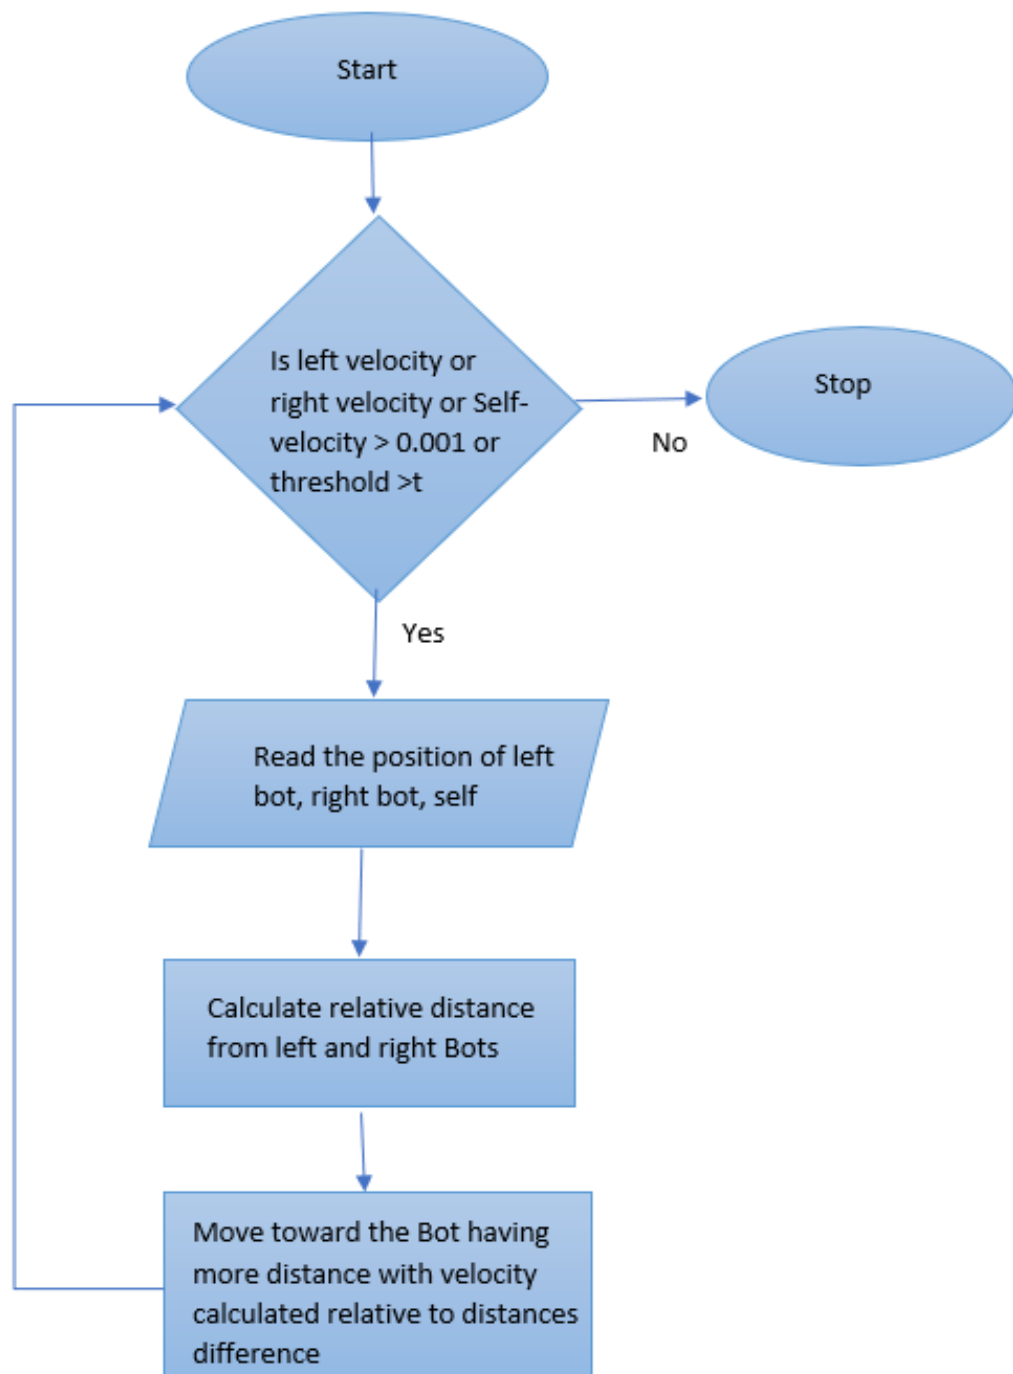 Start
Is left velocity or
right velocity or Self-
velocity > 0.001 or
threshold >t
Stop
No
Yes
Read the position of left
bot, right bot, self
Calculate relative distance
from left and right Bots
Move toward the Bot having
more distance with velocity
calculated relative to distances
difference